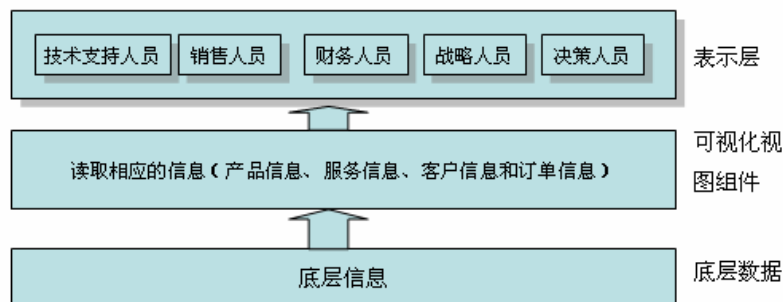 技术支持人员 销售人员 财务人员 战略人员 决策人员 表示层
读取相应的信息（产品信息、服务信息、客户信息和订单信息）
可视化视
图组件
底层信息 底层数据